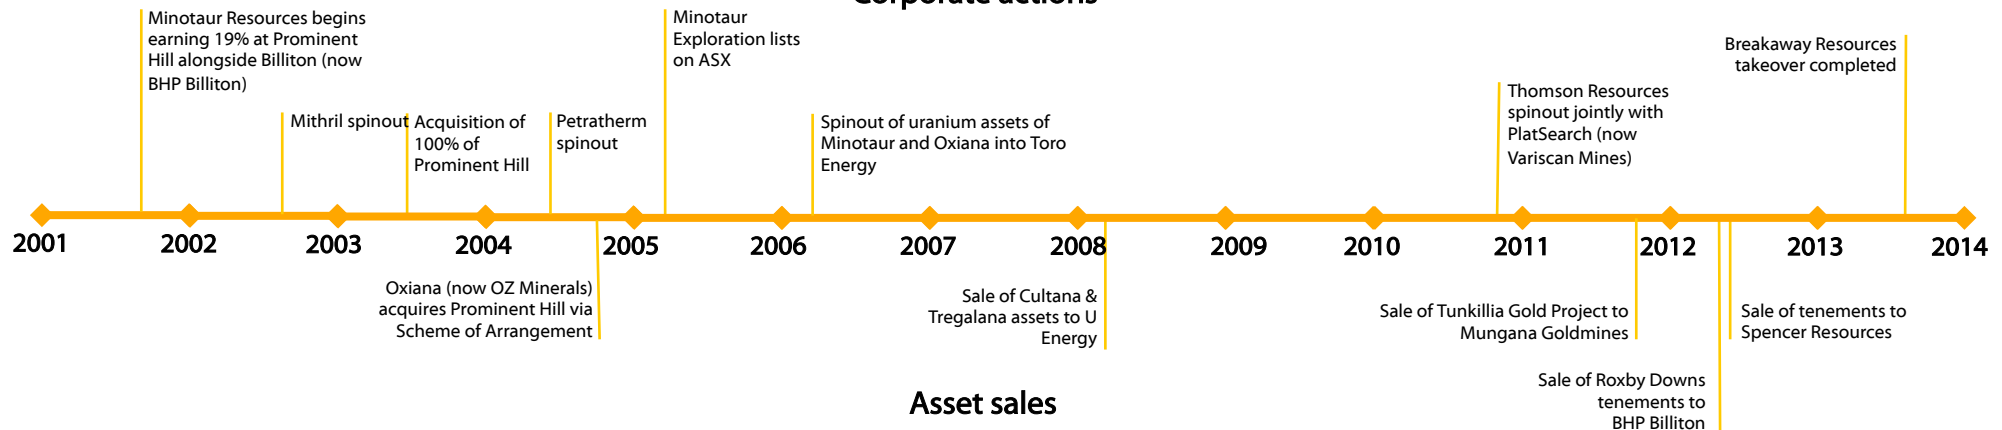 Corporate actions
Minotaur Resources begins
earning 19% at Prominent
Hill alongside Billiton (now
BHP Billiton)
Mithril spinout
Acquisition of
100% of
Prominent Hill
Petratherm
spinout
Minotaur
Exploration lists
on ASX
Spinout of uranium assets of
Minotaur and Oxiana into Toro
Energy
Thomson Resources
spinout jointly with
PlatSearch (now
Variscan Mines)
Breakaway Resources
takeover completed
2001 2002 2003 2004 2005 2006 2007 2008 2009 2010 2011 2012 2013 2014
Oxiana (now OZ Minerals)
acquires Prominent Hill via
Scheme of Arrangement
Sale of Cultana &
Tregalana assets to U
Energy
Sale of Tunkillia Gold Project to
Mungana Goldmines
Sale of Roxby Downs
tenements to
BHP Billiton
Sale of tenements to
Spencer Resources
Asset sales